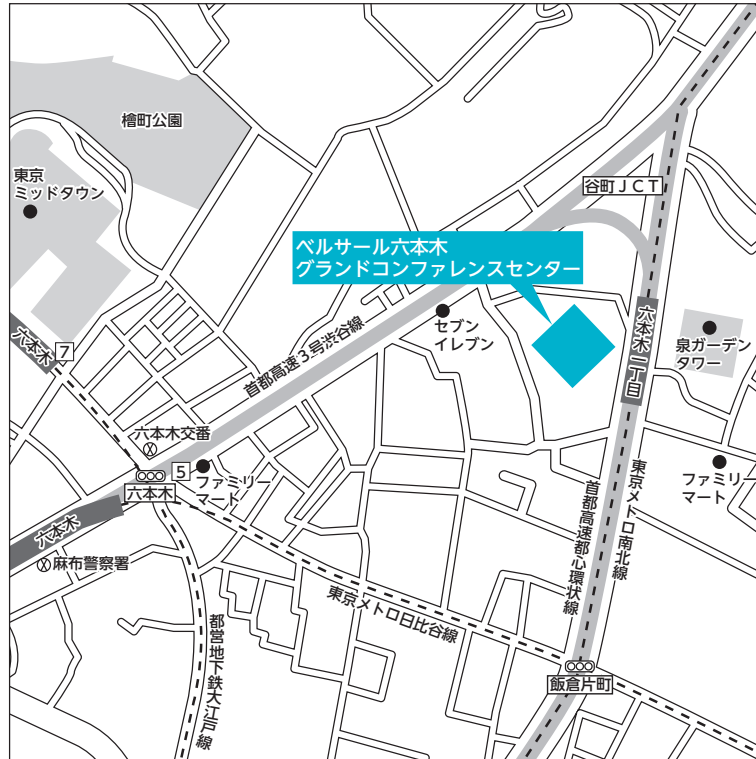 檜町公園
東京
ミッドタウン
谷町ＪＣＴ
ベルサール六本木
グランドコンファレンスセンター
セブン
イレブン
六本木一丁目
泉ガーデン
タワー
六本木
7
首都高速３号渋谷線
六本木交番
5
ファミリー
マート
六本木
六本木
麻布警察署
ファミリー
マート
首都高速都心環状線
東京メトロ南北線
東京メトロ日比谷線
都営地下鉄大江戸線
飯倉片町